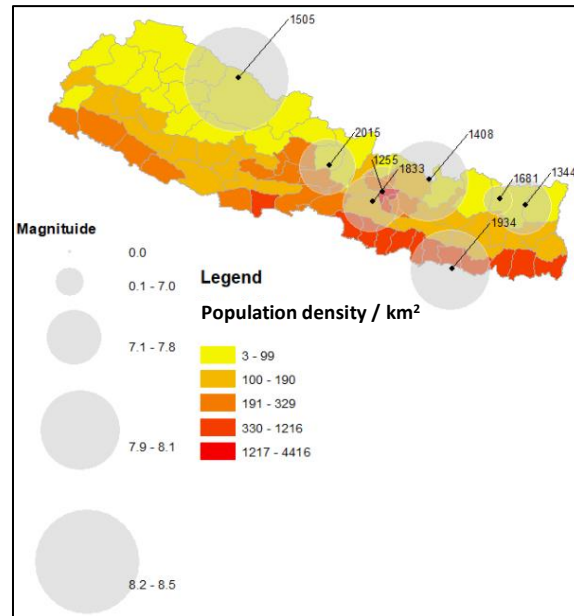 1505
2015
1255
1833
1408
1681
1344
1934
Magnituide
0.0
0.1 - 7.0
7.1 - 7.8
7.9 - 8.1
8.2 - 8.5
Legend
Population density / km²
3 - 99
100 - 190
191 - 329
330 - 1216
1217 - 4416